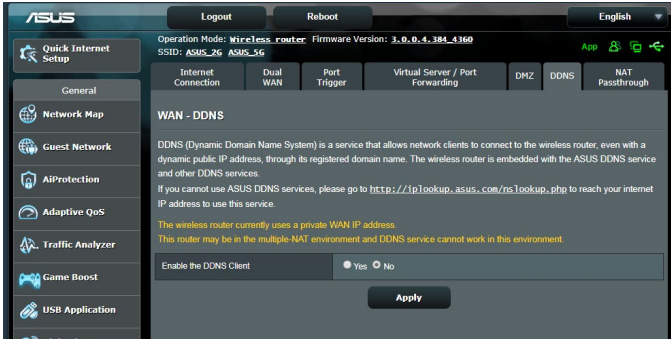 ASUS
Logout
Reboot
English
Operation Mode: Wireless router Firmware Version: 3.0.0.4.384_4360
SSID: ASUS_2G ASUS_5G
App
Quick Internet
Setup
General
Network Map
Guest Network
AiProtection
Adaptive QoS
Traffic Analyzer
Game Boost
USB Application
Internet
Connection
Dual
WAN
Port
Trigger
Virtual Server / Port
Forwarding
DMZ
DDNS
NAT
Passthrough
WAN - DDNS
DDNS (Dynamic Domain Name System) is a service that allows network clients to connect to the wireless router, even with a
dynamic public IP address, through its registered domain name. The wireless router is embedded with the ASUS DDNS service
and other DDNS services.
If you cannot use ASUS DDNS services, please go to http://iplookup.asus.com/nslookup.php to reach your internet
IP address to use this service.
The wireless router currently uses a private WAN IP
address.
This router may be in the multiple-NAT environment and DDNS service cannot work in this environment.
Enable the DDNS Client
Yes No
Apply